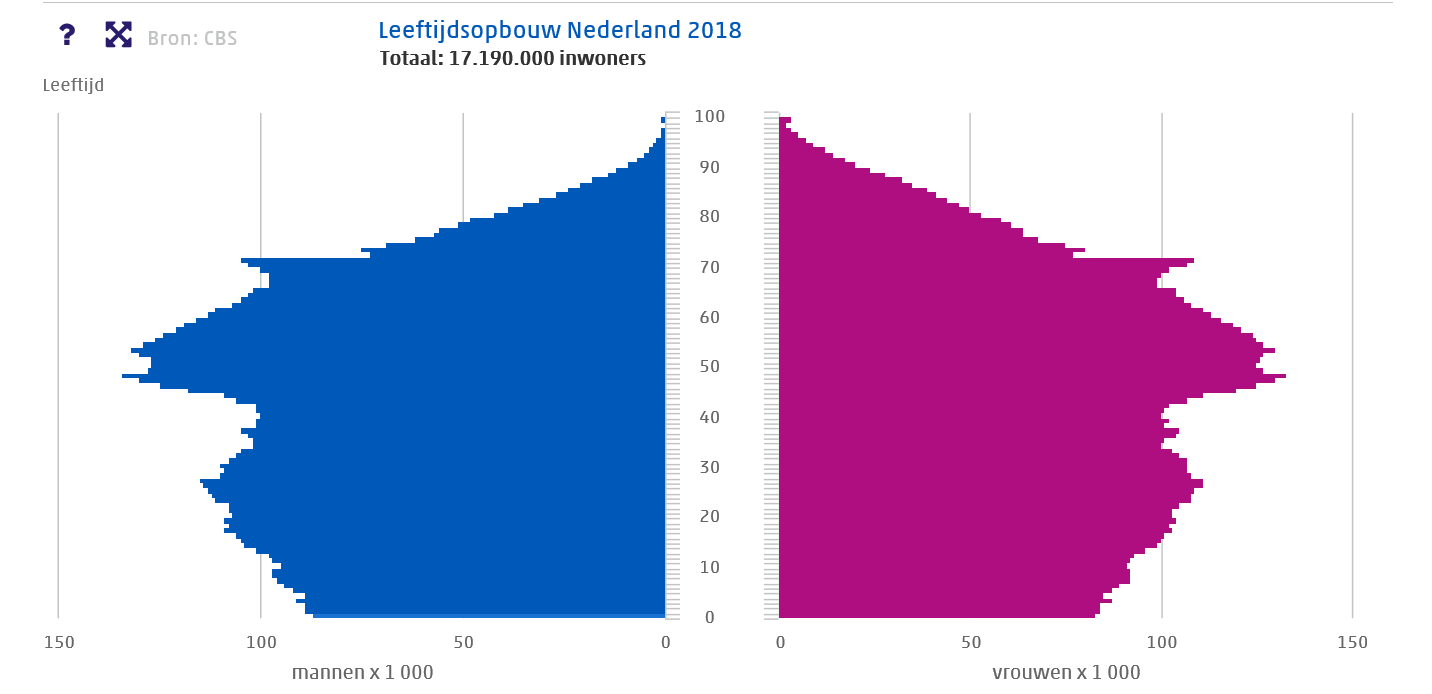 ? Bron: CBS
Leeftijdsopbouw Nederland 2018
Totaal: 17.190.000 inwoners
Leeftijd
100
90
80
70
60
50
40
30
20
10
0
150 100 50 0 0 50 100 150
mannen x 1 000 vrouwen x 1 000